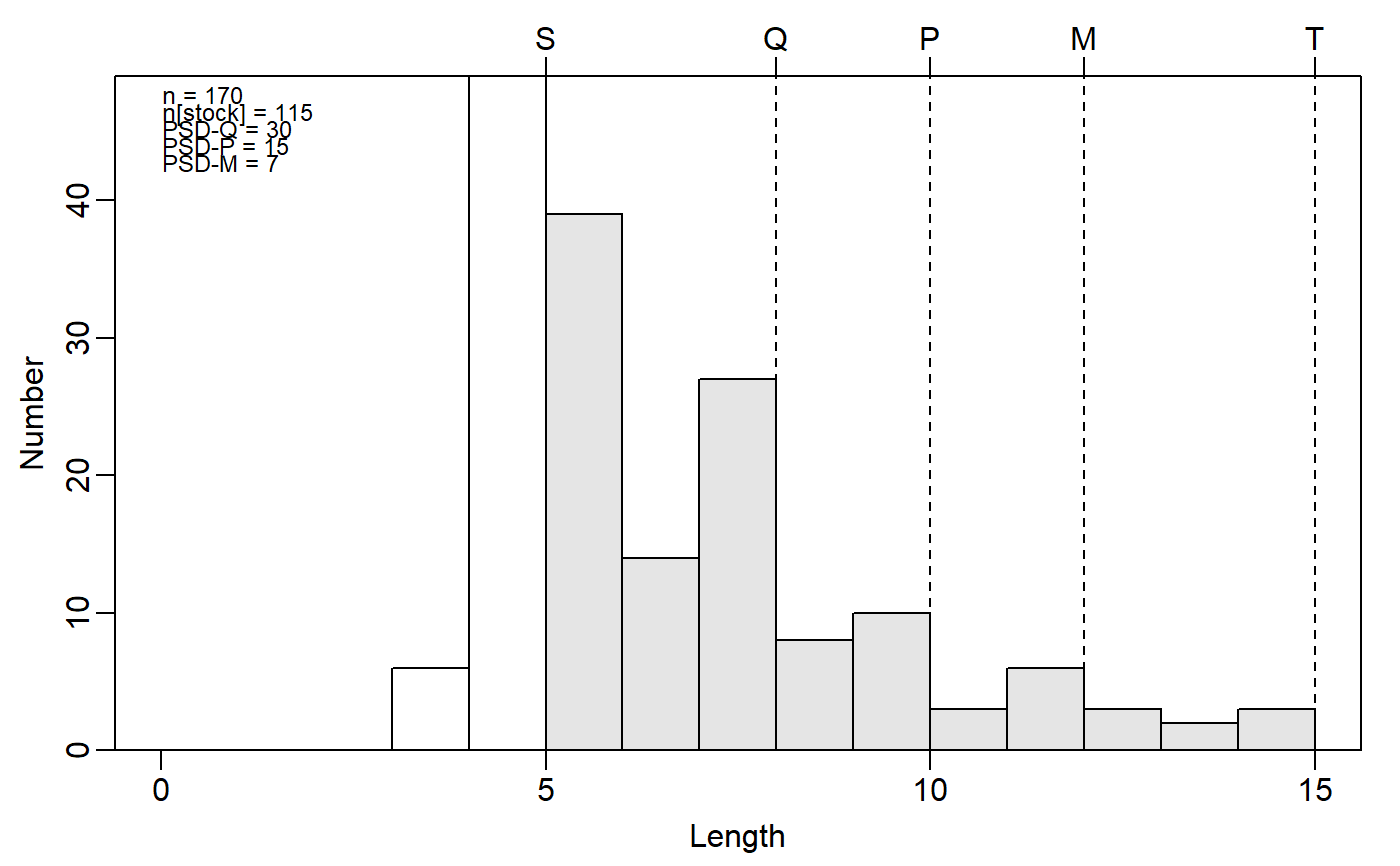 S Q P M T
n = 170
n[stock] = 115
PSD-Q = 30
PSD-P = 15
PSD-M = 7
40
30
20
10
0
Number
0 5 10 15
Length